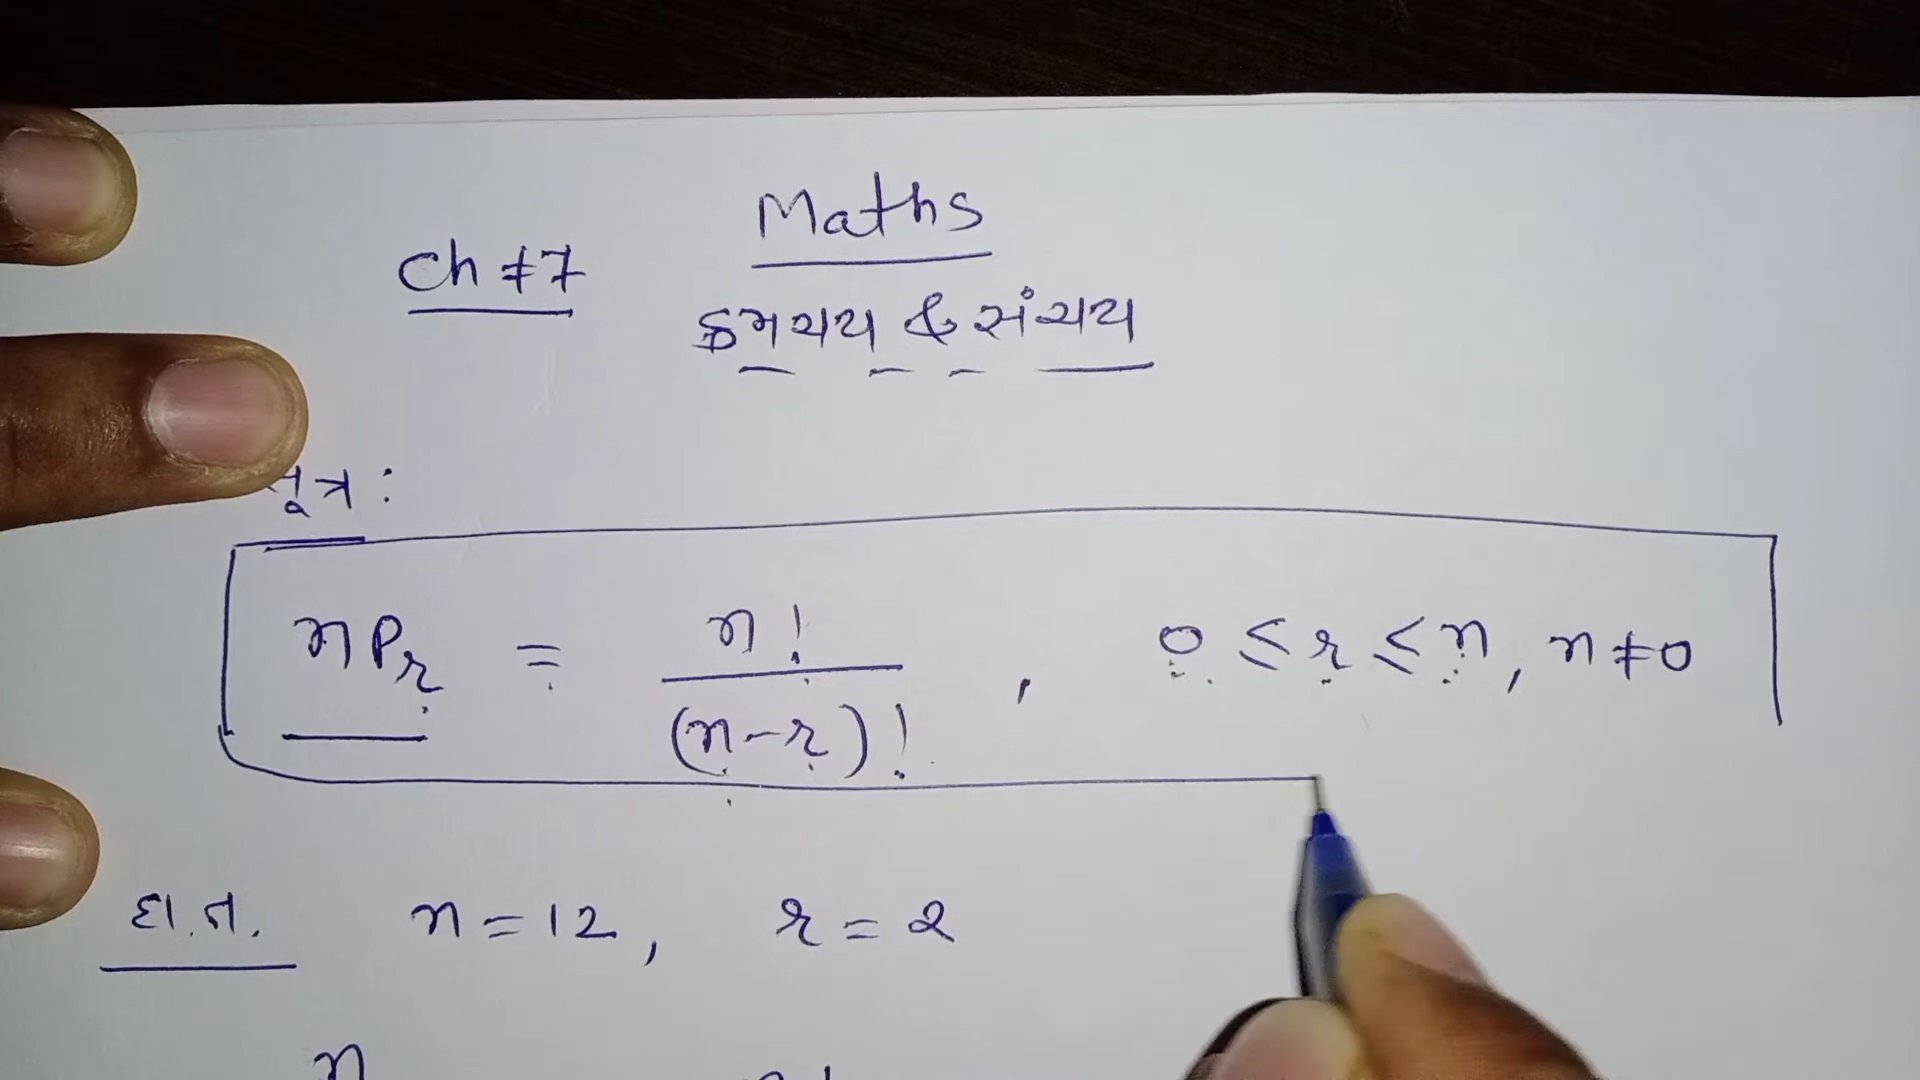 Maths
Ch #7
ક્રમચય & સંચય
સૂત્ર :
nPr = n! / (n-r)! , 0 ≤ r ≤ n, n ≠ 0
દા.ત. n = 12, r = 2
n